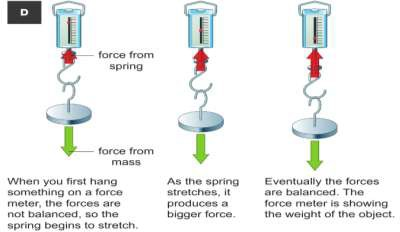 D
force from
spring
force from
mass
When you first hang
something on a force
meter, the forces are
not balanced, so the
spring begins to stretch.
As the spring
stretches, it
produces a
bigger force.
Eventually the forces
are balanced. The
force meter is showing
the weight of the object.